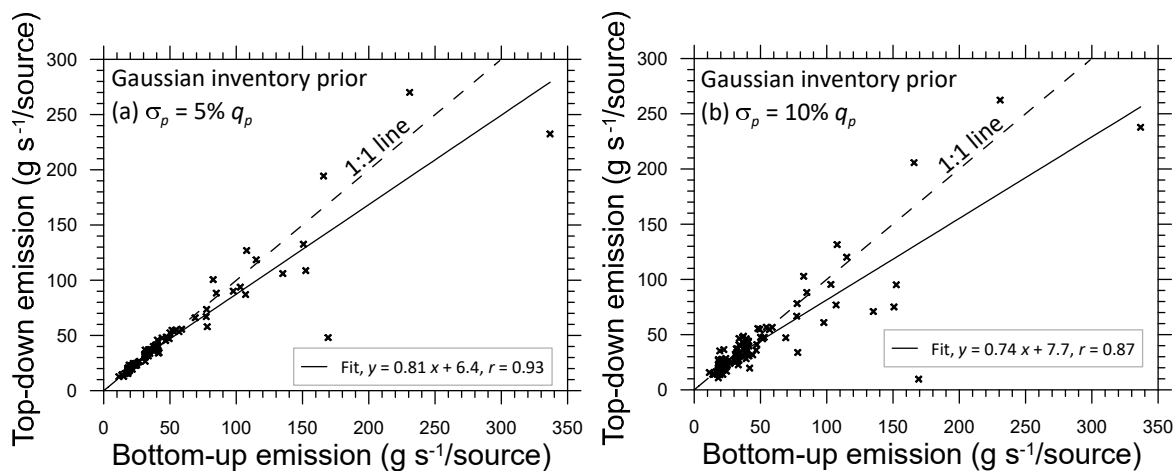 Top-down emission (g s⁻¹/source)
300
250
200
150
100
50
0
Gaussian inventory prior
(a) σp = 5% qp
1:1 line
Fit, y = 0.81 x + 6.4, r = 0.93
0 50 100 150 200 250 300 350
Bottom-up emission (g s⁻¹/source)
Top-down emission (g s⁻¹/source)
300
250
200
150
100
50
0
Gaussian inventory prior
(b) σp = 10% qp
1:1 line
Fit, y = 0.74 x + 7.7, r = 0.87
0 50 100 150 200 250 300 350
Bottom-up emission (g s⁻¹/source)